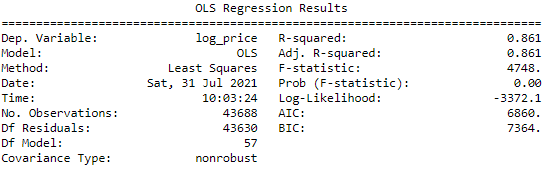 OLS Regression Results
==============================================================================
Dep. Variable: log_price R-squared: 0.861
Model: OLS Adj. R-squared: 0.861
Method: Least Squares F-statistic: 4748.
Date: Sat, 31 Jul 2021 Prob (F-statistic): 0.00
Time: 10:03:24 Log-Likelihood: -3372.1
No. Observations: 43688 AIC: 6860.
Df Residuals: 43630 BIC: 7364.
Df Model: 57
Covariance Type: nonrobust